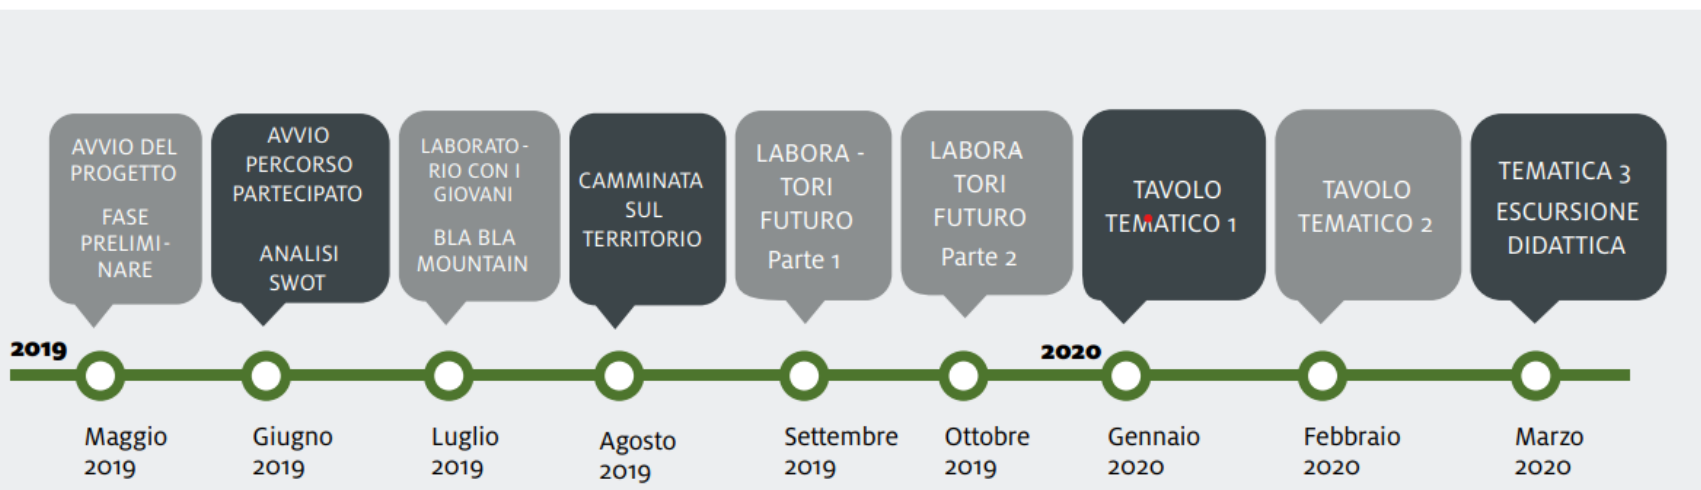 AVVIO DEL
PROGETTO
FASE
PRELIMI-
NARE
AVVIO
PERCORSO
PARTECIPATO
ANALISI
SWOT
LABORATO-
RIO CON I
GIOVANI
BLA BLA
MOUNTAIN
CAMMINATA
SUL
TERRITORIO
LABORA -
TORI
FUTURO
Parte 1
LABORA
TORI
FUTURO
Parte 2
TAVOLO
TEMATICO 1
TAVOLO
TEMATICO 2
TEMATICA 3
ESCURSIONE
DIDATTICA
2019
2020
Maggio
2019
Giugno
2019
Luglio
2019
Agosto
2019
Settembre
2019
Ottobre
2019
Gennaio
2020
Febbraio
2020
Marzo
2020